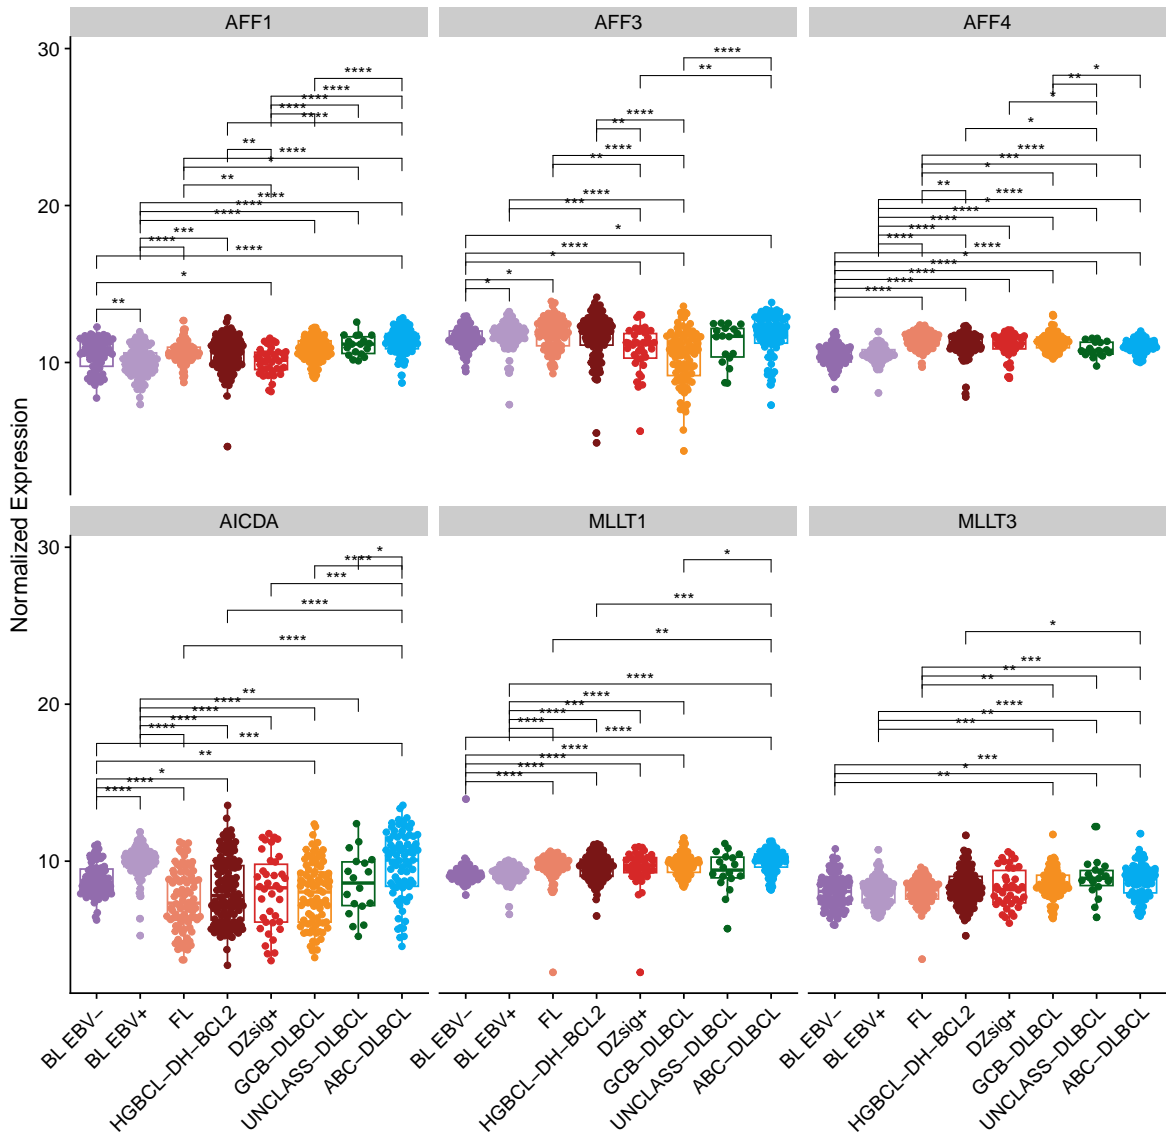 AFF1
AFF3
AFF4
30
20
10
AICDA
MLLT1
MLLT3
30
20
10
Normalized Expression
BL EBV−
BL EBV+
FL
HGBCL−DH−BCL2
DZsig+
GCB−DLBCL
UNCLASS−DLBCL
ABC−DLBCL
BL EBV−
BL EBV+
FL
HGBCL−DH−BCL2
DZsig+
GCB−DLBCL
UNCLASS−DLBCL
ABC−DLBCL
BL EBV−
BL EBV+
FL
HGBCL−DH−BCL2
DZsig+
GCB−DLBCL
UNCLASS−DLBCL
ABC−DLBCL